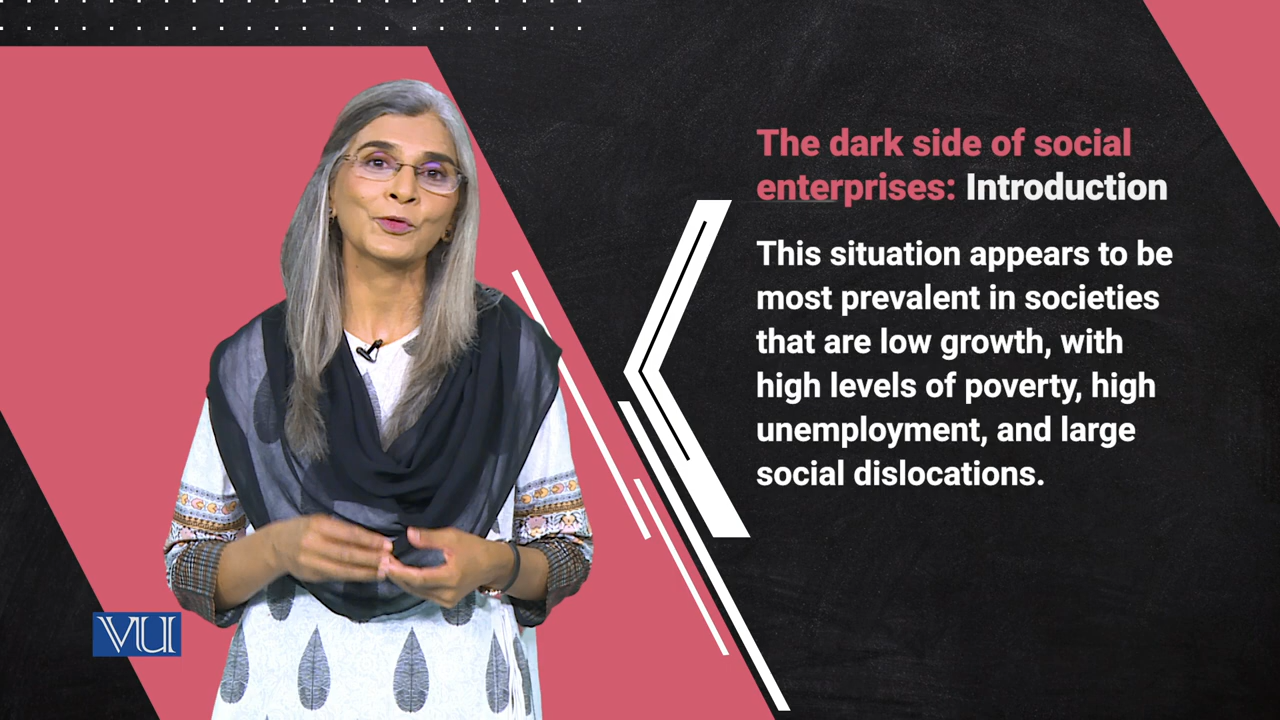 The dark side of social
enterprises: Introduction
This situation appears to be
most prevalent in societies
that are low growth, with
high levels of poverty, high
unemployment, and large
social dislocations.
VU